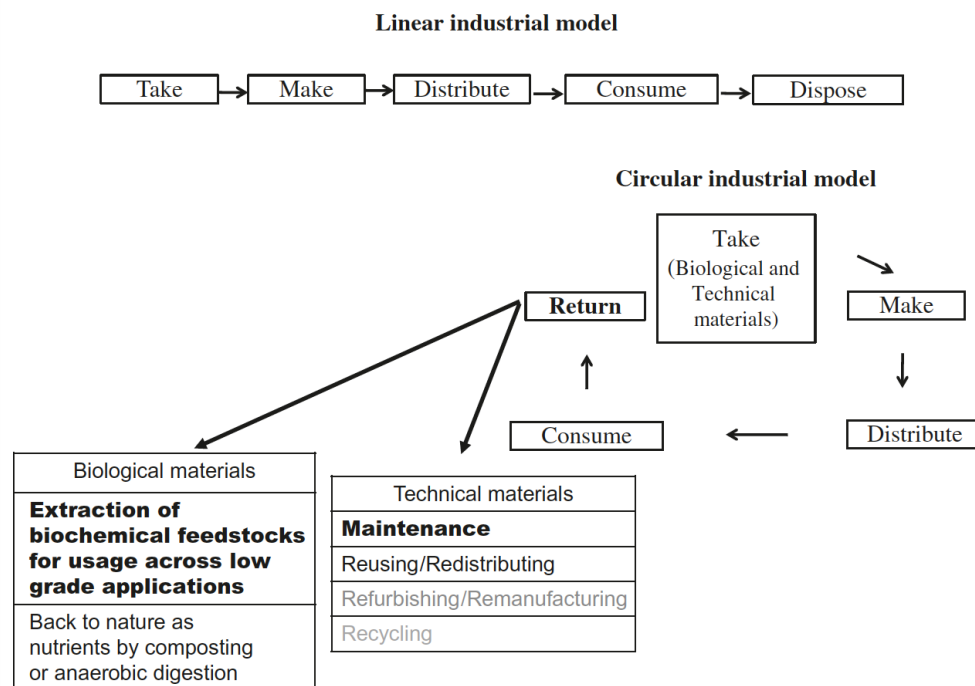 Linear industrial model
Take
Make
Distribute
Consume
Dispose
Circular industrial model
Take
(Biological and
Technical
materials)
Make
Distribute
Consume
Return
Biological materials
Extraction of
biochemical feedstocks
for usage across low
grade applications
Back to nature as
nutrients by composting
or anaerobic digestion
Technical materials
Maintenance
Reusing/Redistributing
Refurbishing/Remanufacturing
Recycling